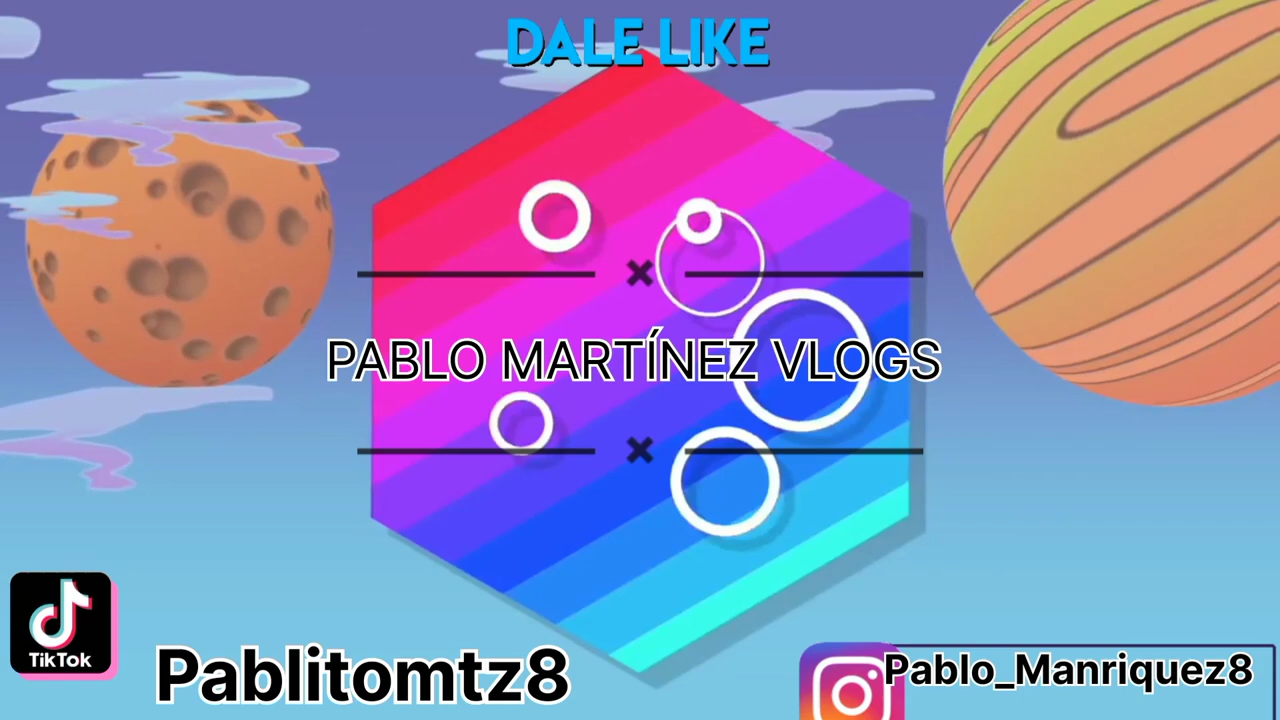 DALE LIKE
PABLO MARTÍNEZ VLOGS
TikTok
Pablitomtz8
Pablo_Manriquez8